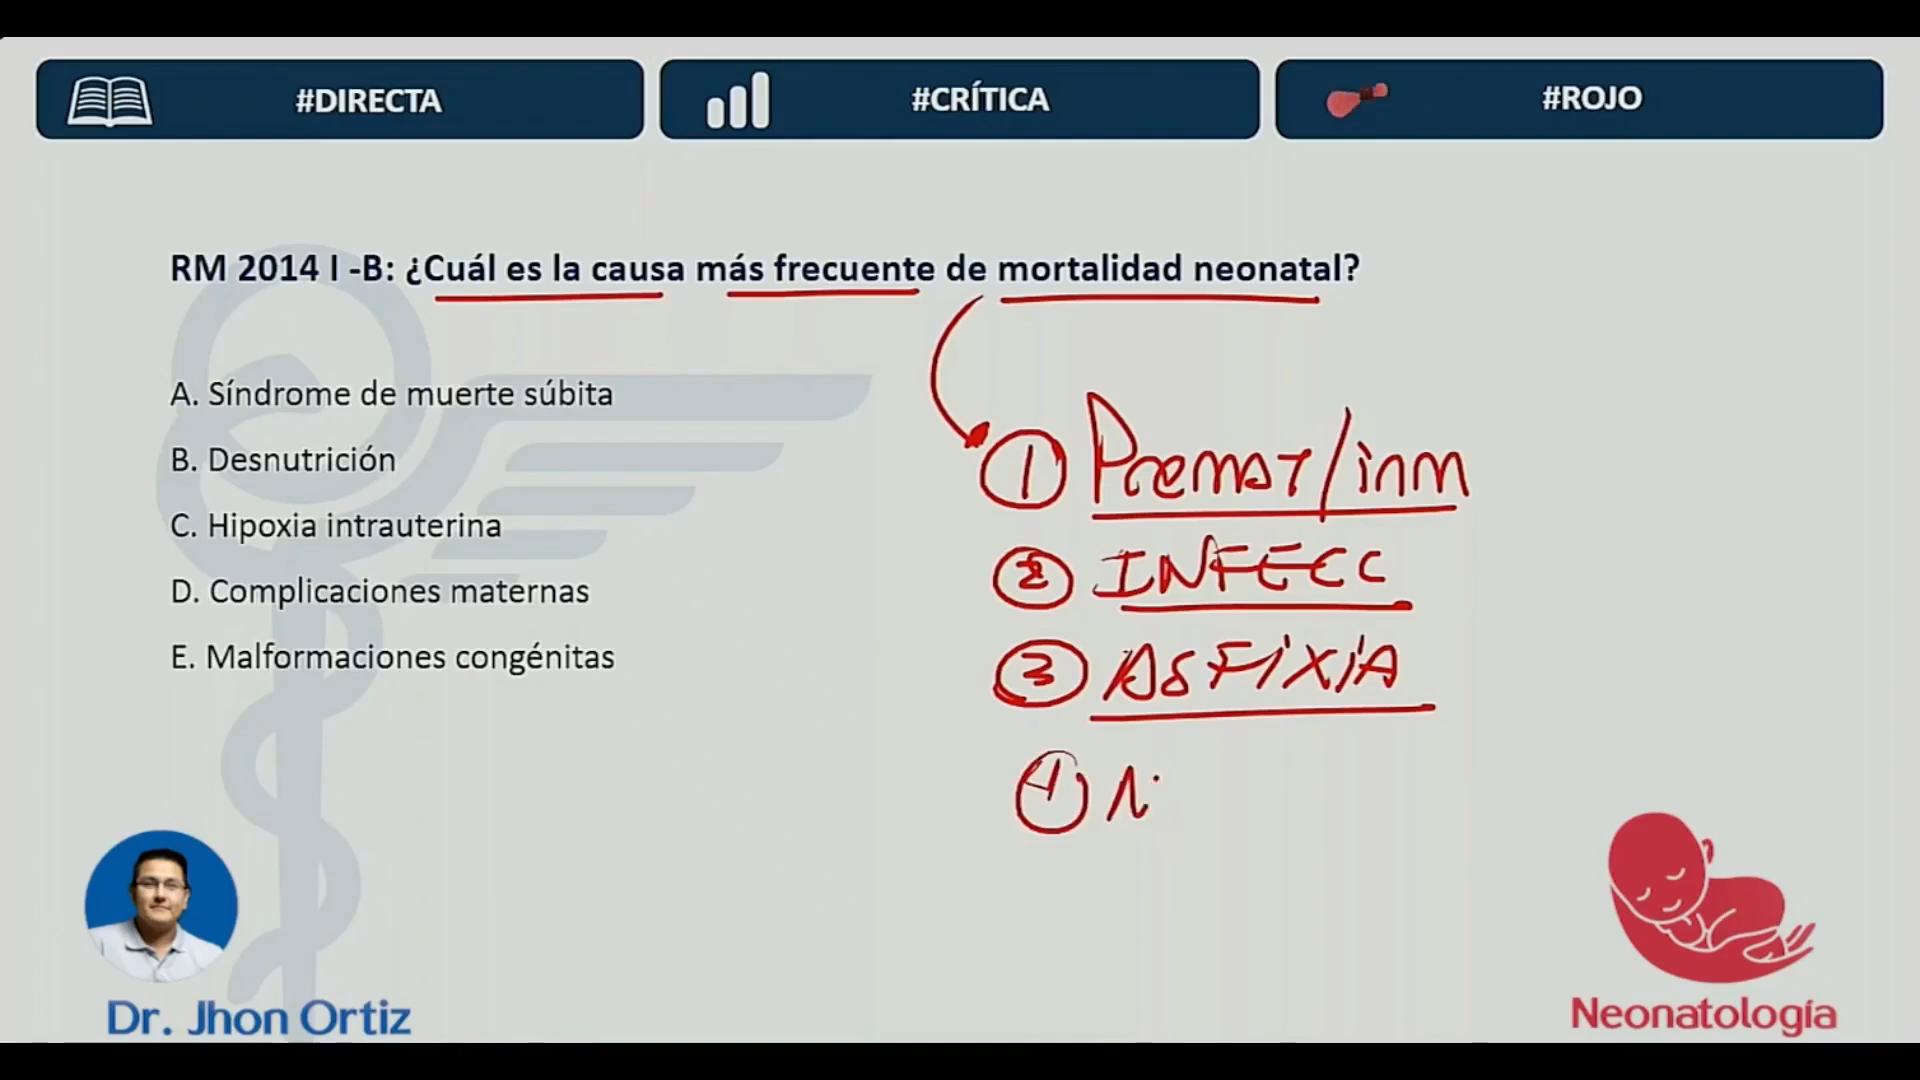 #DIRECTA
#CRÍTICA
#ROJO
RM 2014 I -B: ¿Cuál es la causa más frecuente de mortalidad neonatal?
A. Síndrome de muerte súbita
B. Desnutrición
C. Hipoxia intrauterina
D. Complicaciones maternas
E. Malformaciones congénitas
1 Premat/inm
2 INFECC
3 ASFIXIA
4
Dr. Jhon Ortiz
Neonatología